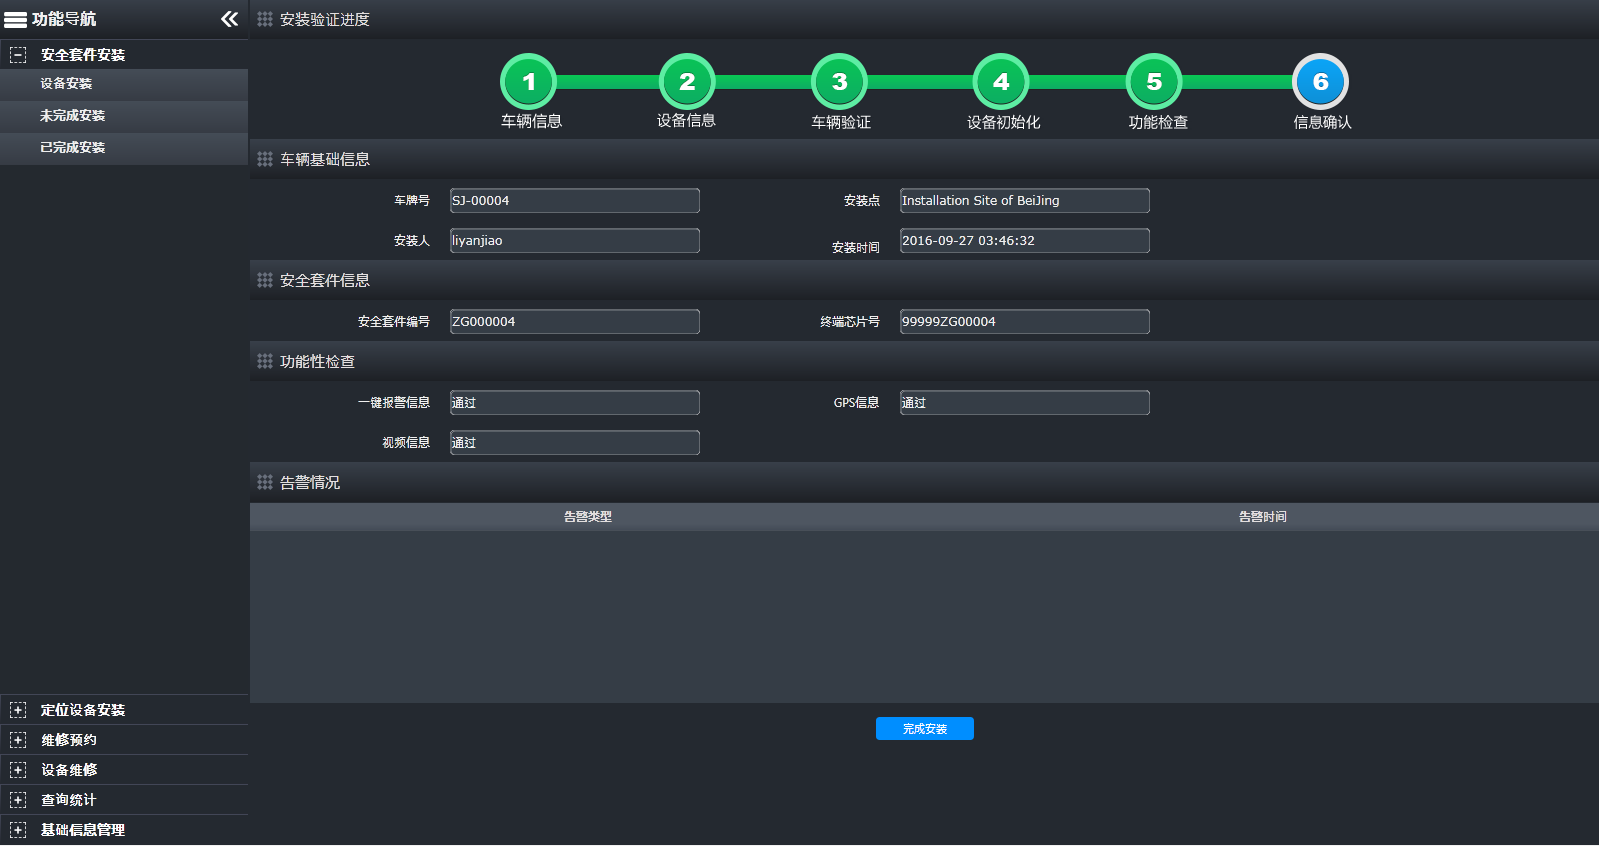 功能导航
安全套件安装
设备安装
未完成安装
已完成安装
定位设备安装
维修预约
设备维修
查询统计
基础信息管理
安装验证进度
1 2 3 4 5 6
车辆信息 设备信息 车辆验证 设备初始化 功能检查 信息确认
车辆基础信息
车牌号 SJ-00004 安装点 Installation Site of BeiJing
安装人 liyanjiao 安装时间 2016-09-27 03:46:32
安全套件信息
安全套件编号 ZG000004 终端芯片号 99999ZG00004
功能性检查
一键报警信息 通过 GPS信息 通过
视频信息 通过
告警情况
告警类型 告警时间
完成安装